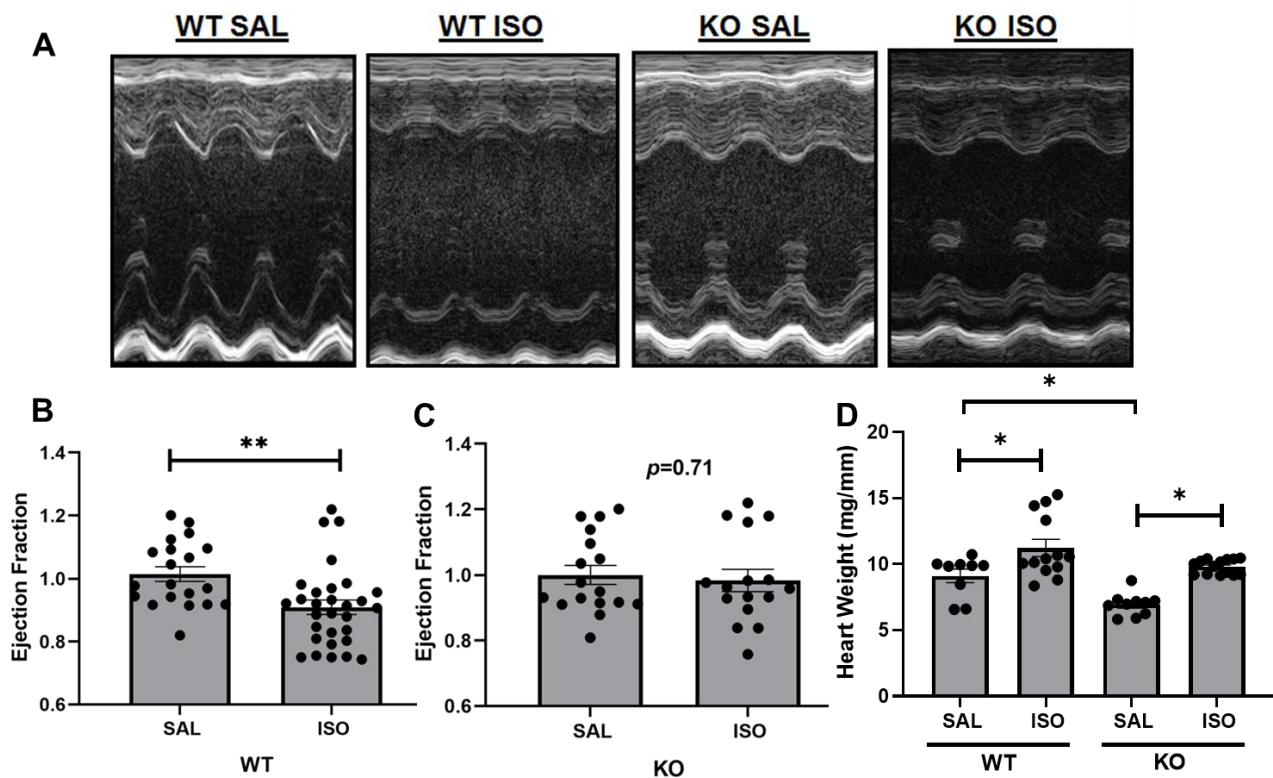 A
WT SAL
WT ISO
KO SAL
KO ISO
B
**
Ejection Fraction
1.4
1.2
1.0
0.8
0.6
SAL
ISO
WT
C
p=0.71
Ejection Fraction
1.4
1.2
1.0
0.8
0.6
SAL
ISO
KO
D
*
*
*
Heart Weight (mg/mm)
20
15
10
5
0
SAL
ISO
SAL
ISO
WT
KO